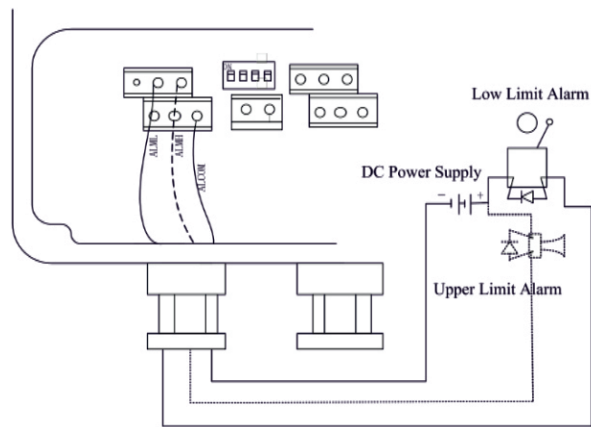 Low Limit Alarm
DC Power Supply
− +
ALML
ALMH
ALCOM
Upper Limit Alarm